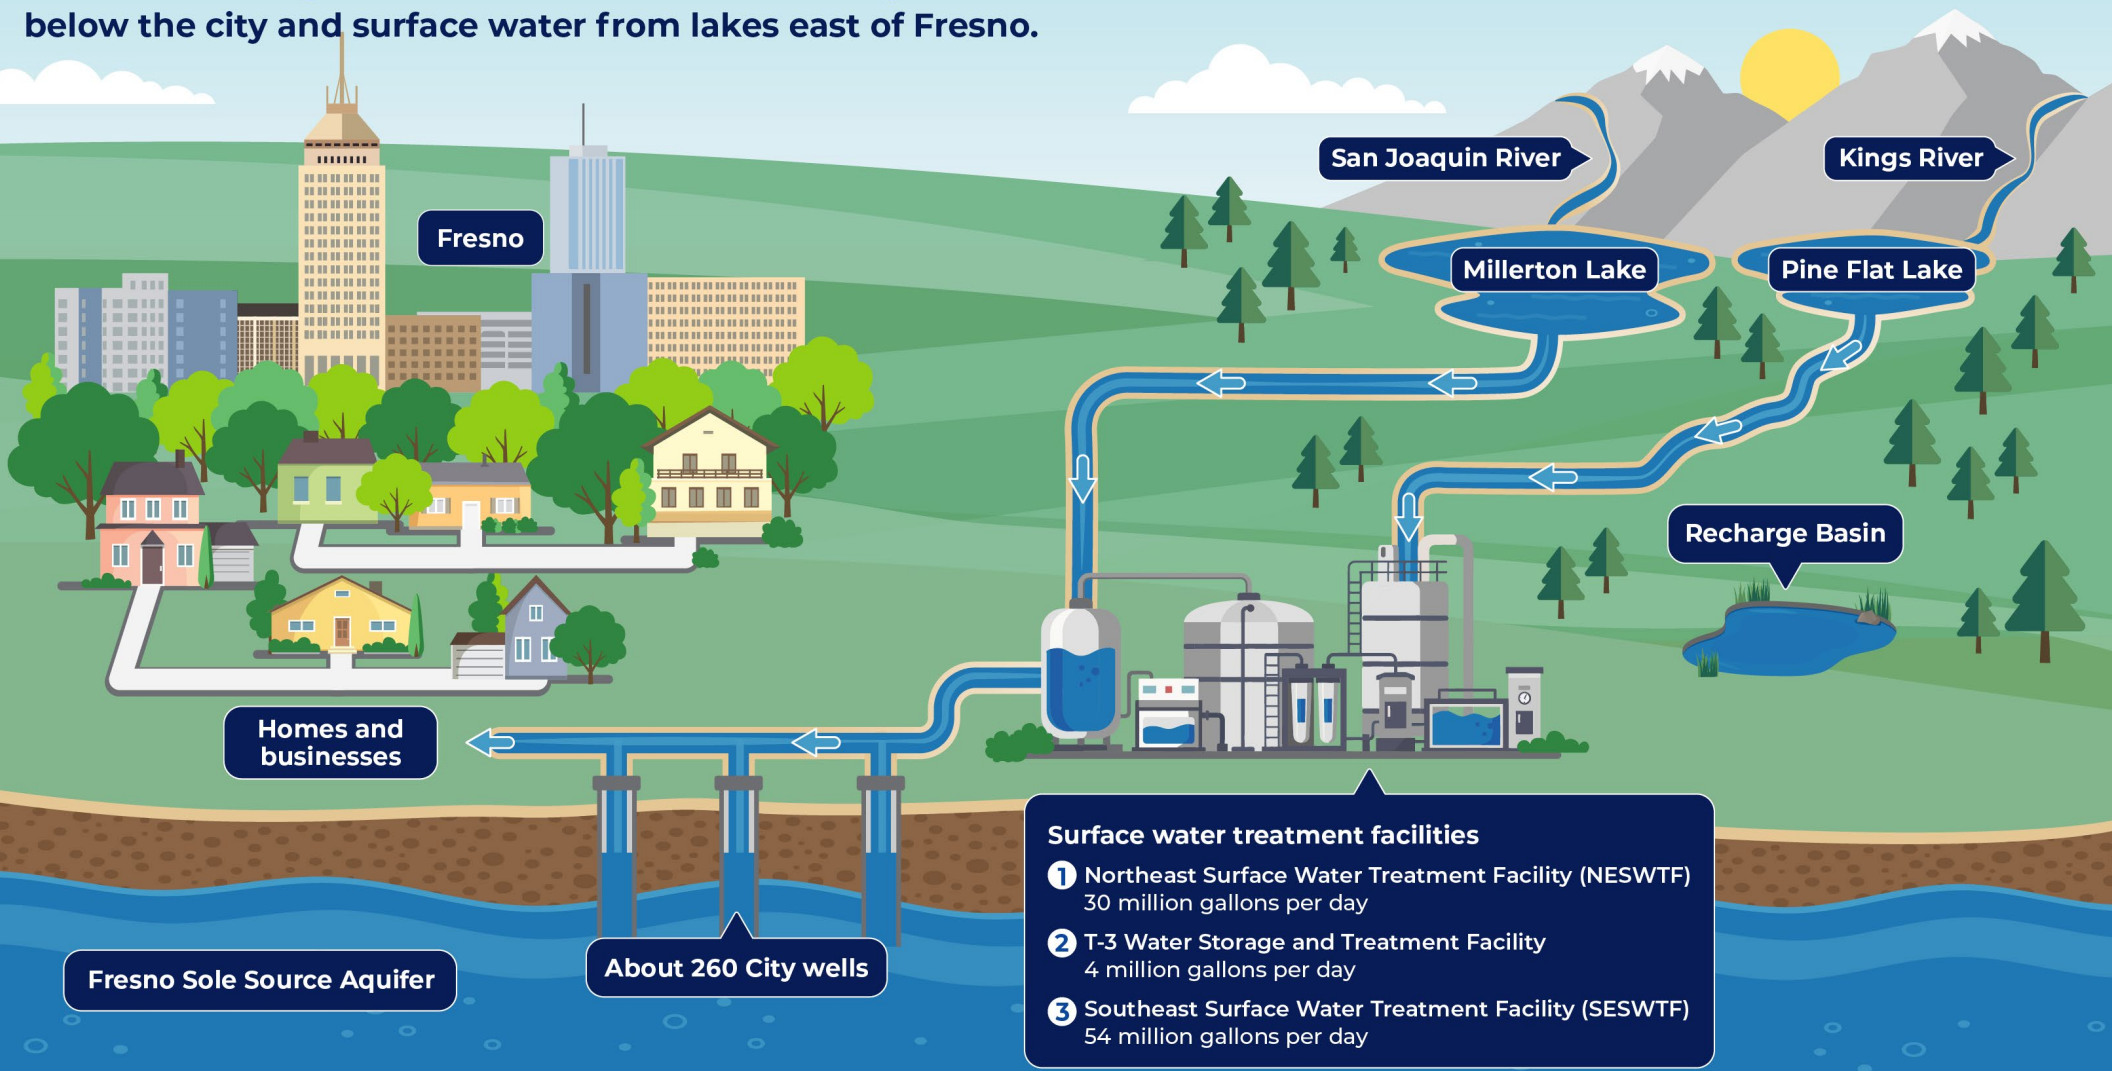 below the city and surface water from lakes east of Fresno.
San Joaquin River
Kings River
Fresno
Millerton Lake
Pine Flat Lake
Recharge Basin
Homes and
businesses
Surface water treatment facilities
1 Northeast Surface Water Treatment Facility (NESWTF)
30 million gallons per day
2 T-3 Water Storage and Treatment Facility
4 million gallons per day
3 Southeast Surface Water Treatment Facility (SESWTF)
54 million gallons per day
About 260 City wells
Fresno Sole Source Aquifer